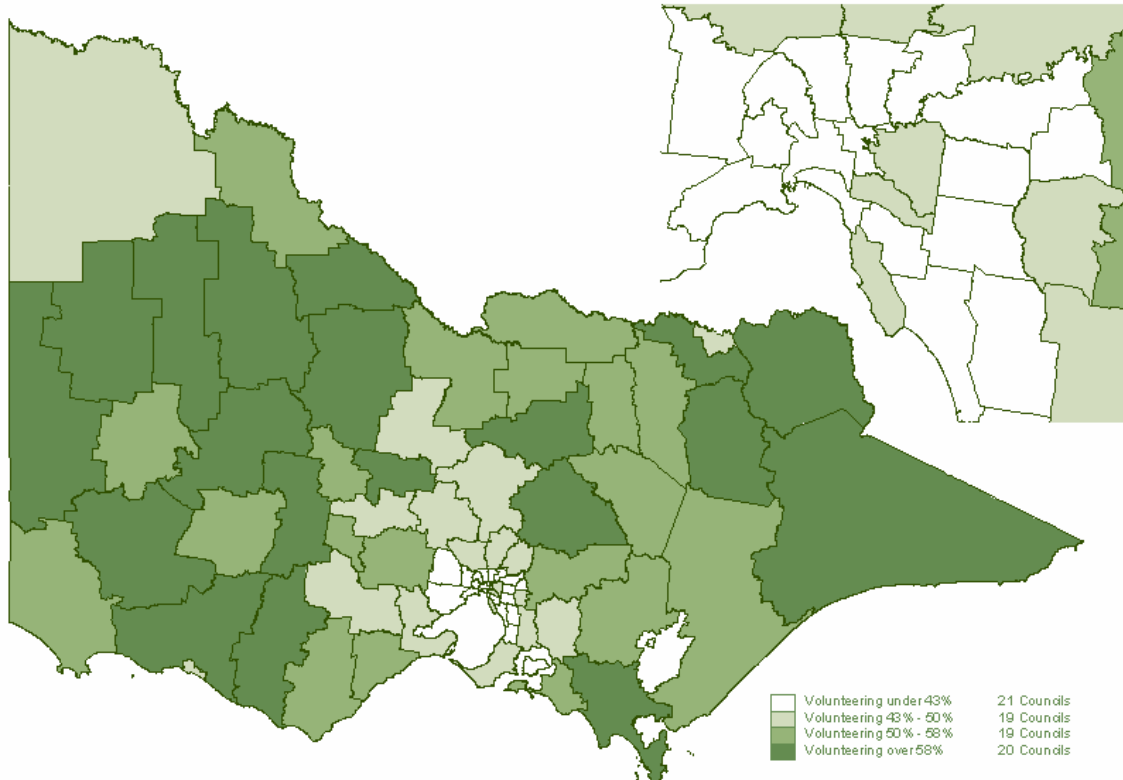 Volunteering under 43% 21 Councils
Volunteering 43% - 50% 19 Councils
Volunteering 50% - 58% 19 Councils
Volunteering over 58% 20 Councils